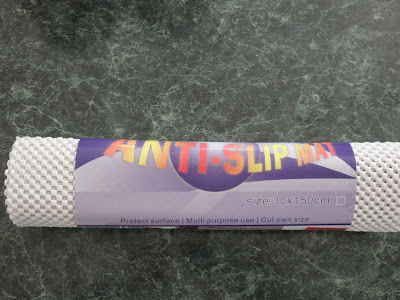 ANTI-SLIP MAT
size:30x150cm
Protect surface | Multi purpose use | Cut own size